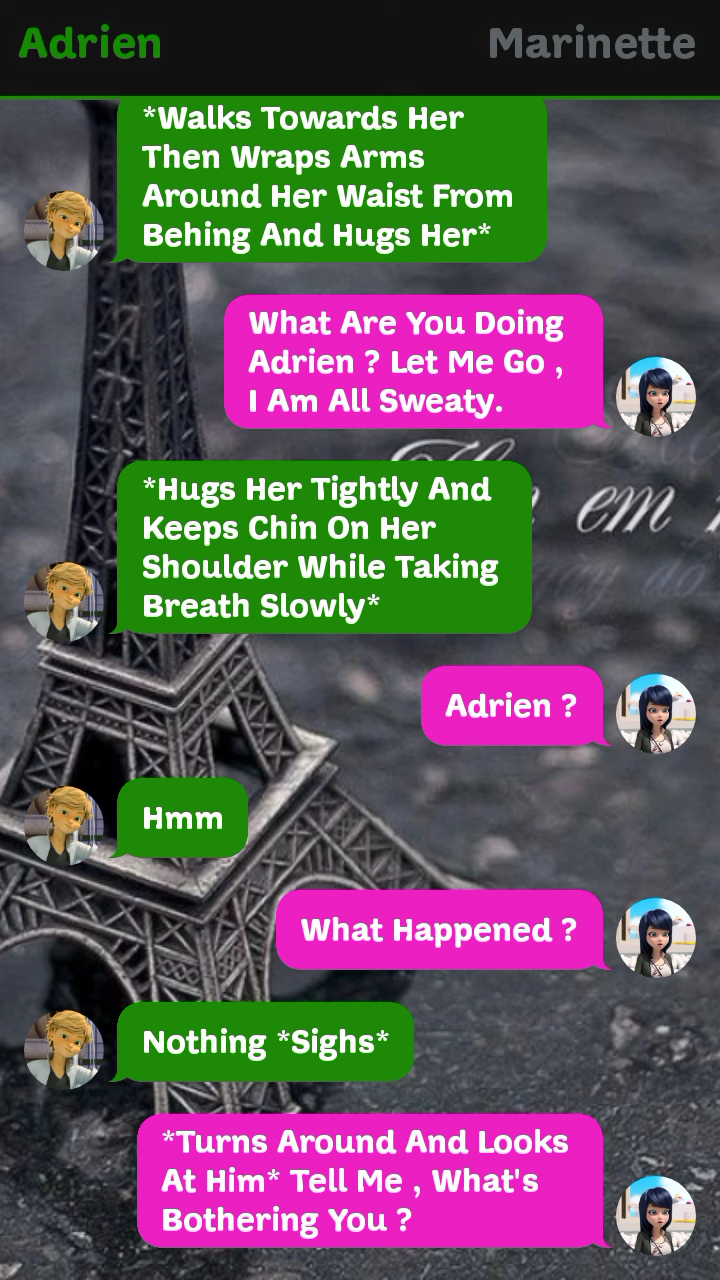 Adrien
Marinette
*Walks Towards Her
Then Wraps Arms
Around Her Waist From
Behing And Hugs Her*
What Are You Doing
Adrien ? Let Me Go ,
I Am All Sweaty.
*Hugs Her Tightly And
Keeps Chin On Her
Shoulder While Taking
Breath Slowly*
em
Adrien ?
Hmm
What Happened ?
Nothing *Sighs*
*Turns Around And Looks
At Him* Tell Me , What's
Bothering You ?